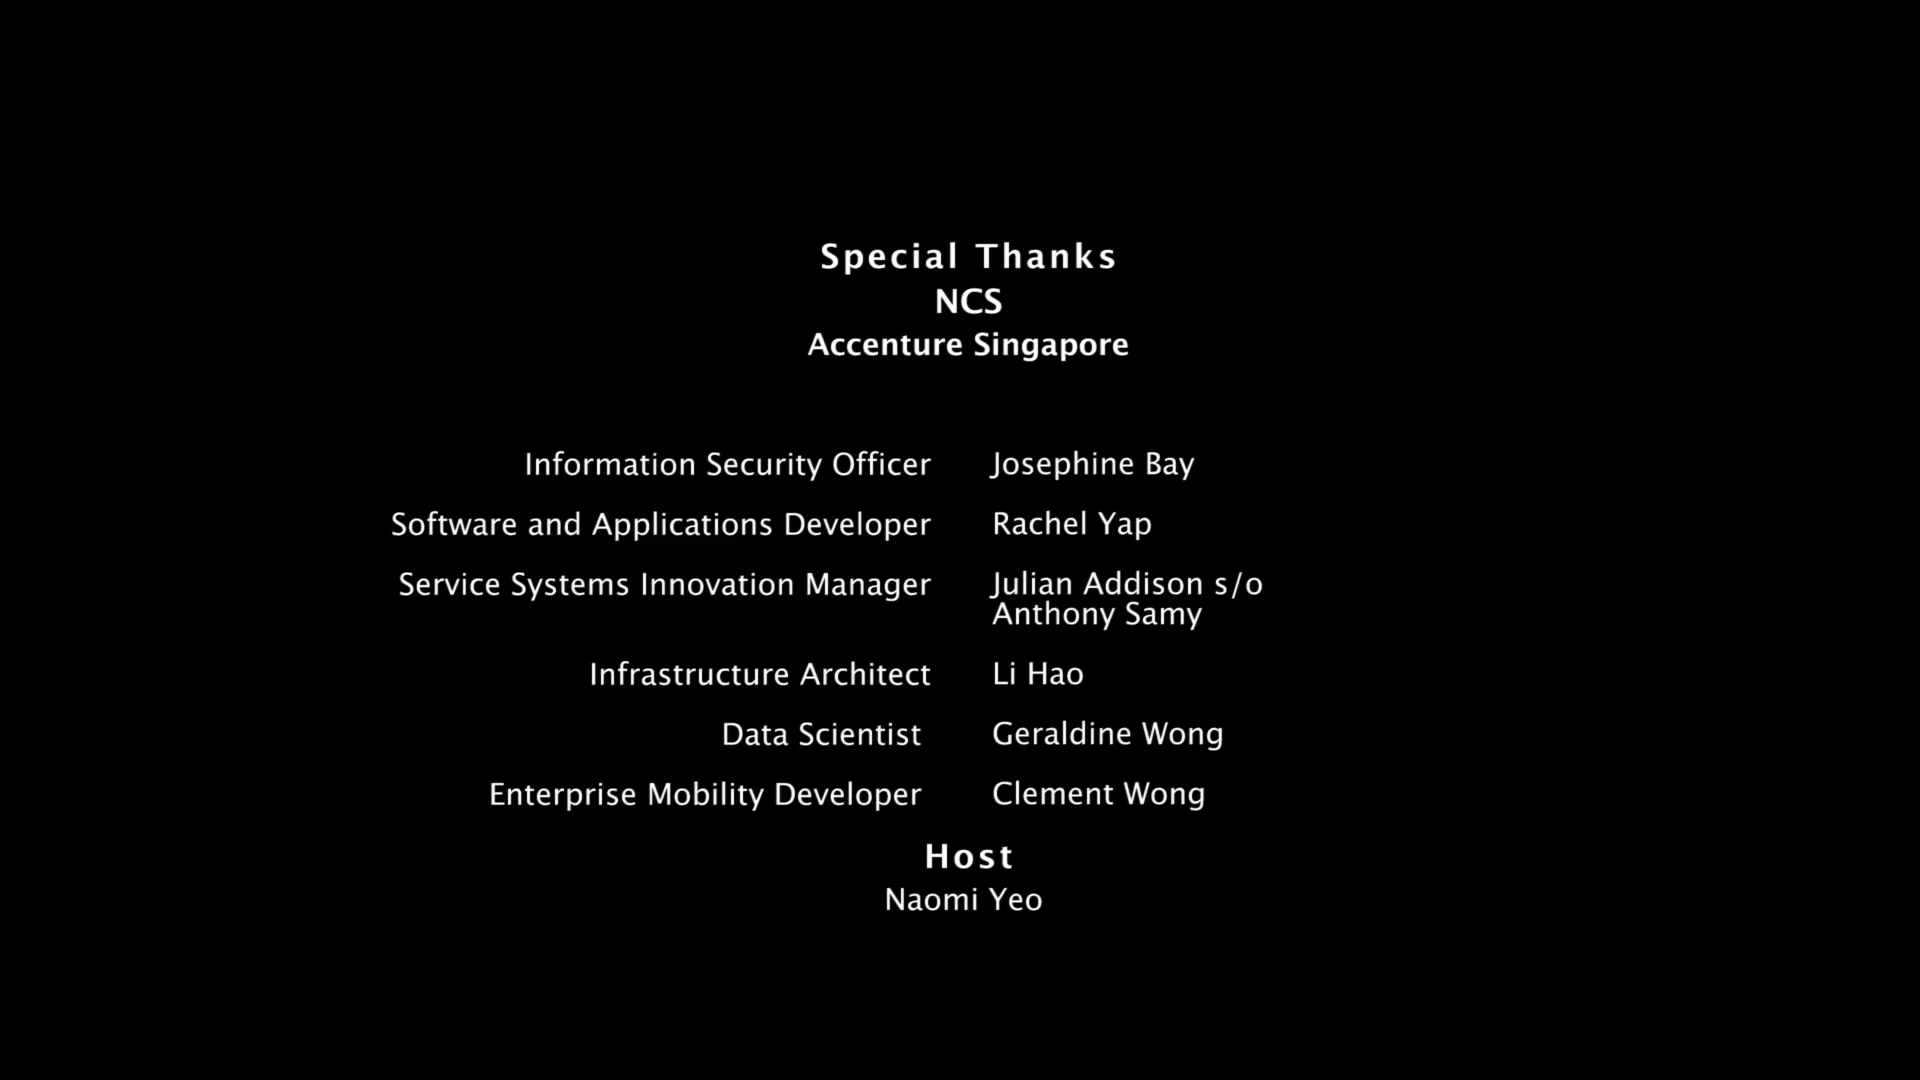 Special Thanks
NCS
Accenture Singapore
Information Security Officer Josephine Bay
Software and Applications Developer Rachel Yap
Service Systems Innovation Manager Julian Addison s/o
Anthony Samy
Infrastructure Architect Li Hao
Data Scientist Geraldine Wong
Enterprise Mobility Developer Clement Wong
Host
Naomi Yeo